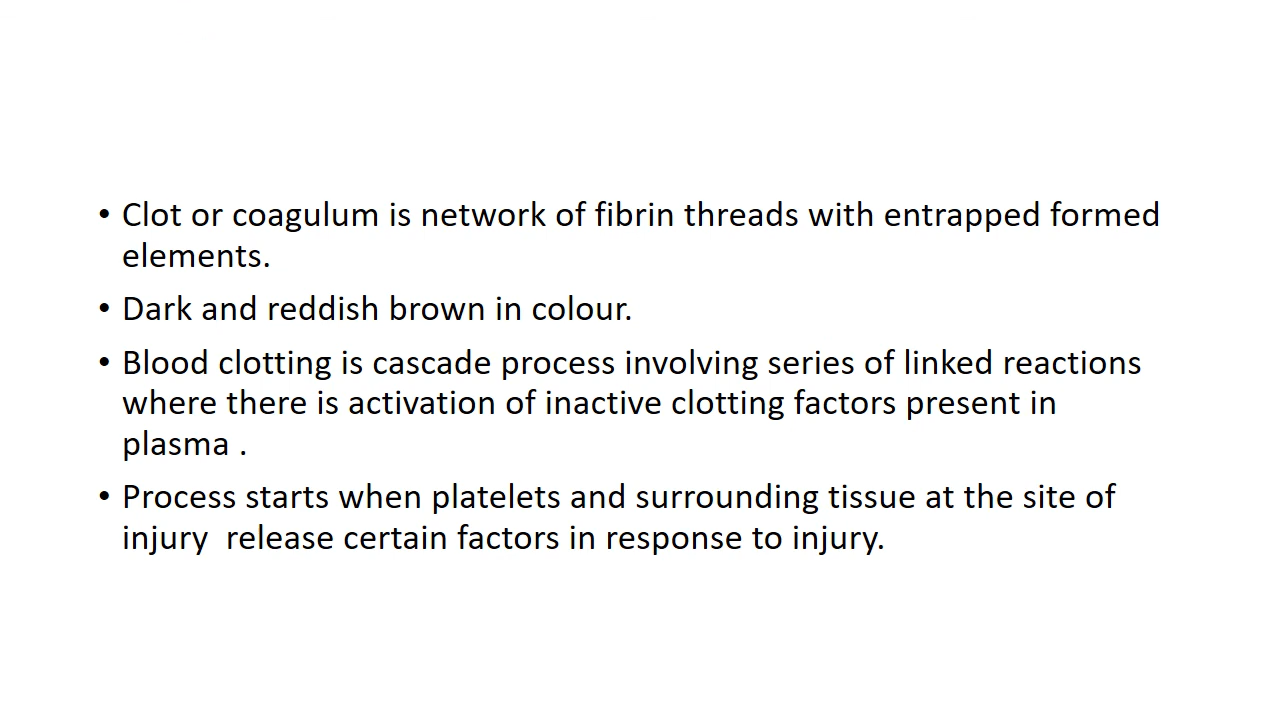 • Clot or coagulum is network of fibrin threads with entrapped formed
elements.
• Dark and reddish brown in colour.
• Blood clotting is cascade process involving series of linked reactions
where there is activation of inactive clotting factors present in
plasma .
• Process starts when platelets and surrounding tissue at the site of
injury  release certain factors in response to injury.